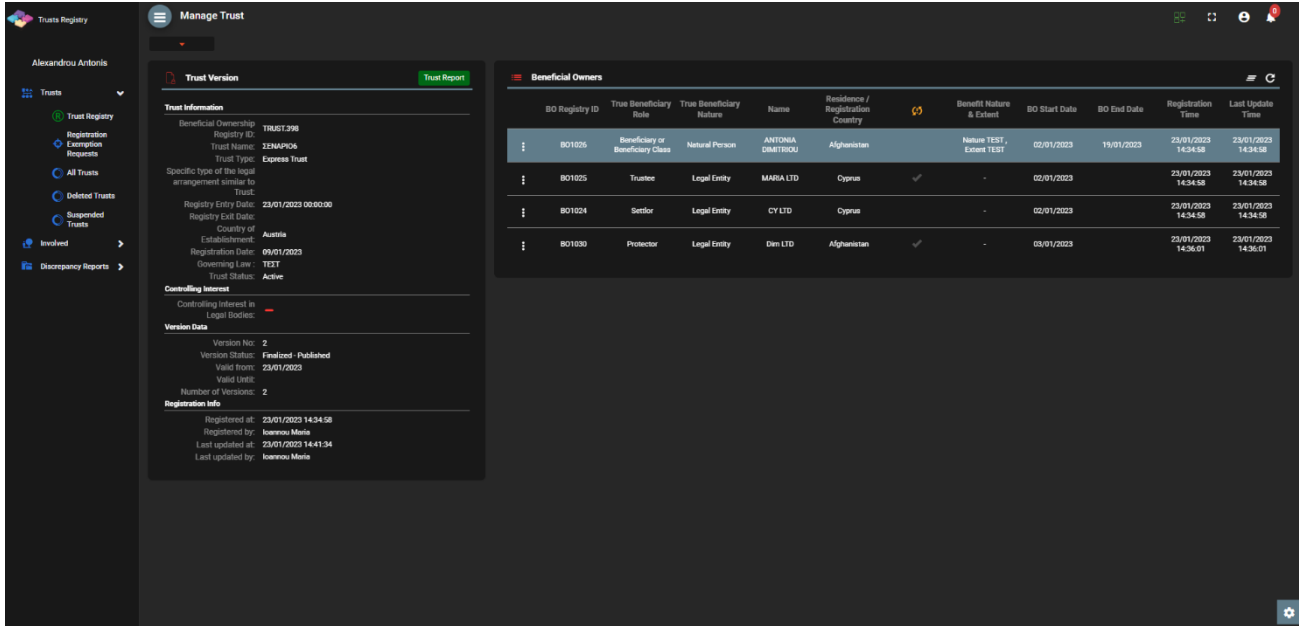 Trusts Registry
Manage Trust
0
Alexandrou Antonis
Trusts
Trust Registry
Registration
Exemption
Requests
All Trusts
Deleted Trusts
Suspended
Trusts
Involved
Discrepancy Reports
Trust Version
Trust Report
Trust Information
Beneficial Ownership
Registry ID: TRUST.398
Trust Name: ΣΕΝΑΡΙΟ6
Trust Type: Express Trust
Specific type of the legal
arrangement similar to
Trust:
Registry Entry Date: 23/01/2023 00:00:00
Registry Exit Date:
Country of
Establishment: Austria
Registration Date: 09/01/2023
Governing Law : ΤΕΣΤ
Trust Status: Active
Controlling Interest
Controlling Interest in
Legal Bodies:
Version Data
Version No: 2
Version Status: Finalized - Published
Valid from: 23/01/2023
Valid Until:
Number of Versions: 2
Registration Info
Registered at: 23/01/2023 14:34:58
Registered by: Ioannou Maria
Last updated at: 23/01/2023 14:41:34
Last updated by: Ioannou Maria
Beneficial Owners
BO Registry ID True Beneficiary Role True Beneficiary Nature Name Residence / Registration Country Benefit Nature & Extent BO Start Date BO End Date Registration Time Last Update Time
BO1026 Beneficiary or Beneficiary Class Natural Person ANTONIA DIMITRIOU Afghanistan Nature TEST , Extent TEST 02/01/2023 19/01/2023 23/01/2023 14:34:58 23/01/2023 14:34:58
BO1025 Trustee Legal Entity MARIA LTD Cyprus - 02/01/2023 23/01/2023 14:34:58 23/01/2023 14:34:58
BO1024 Settlor Legal Entity CY LTD Cyprus - 02/01/2023 23/01/2023 14:34:58 23/01/2023 14:34:58
BO1030 Protector Legal Entity Dim LTD Afghanistan - 03/01/2023 23/01/2023 14:36:01 23/01/2023 14:36:01